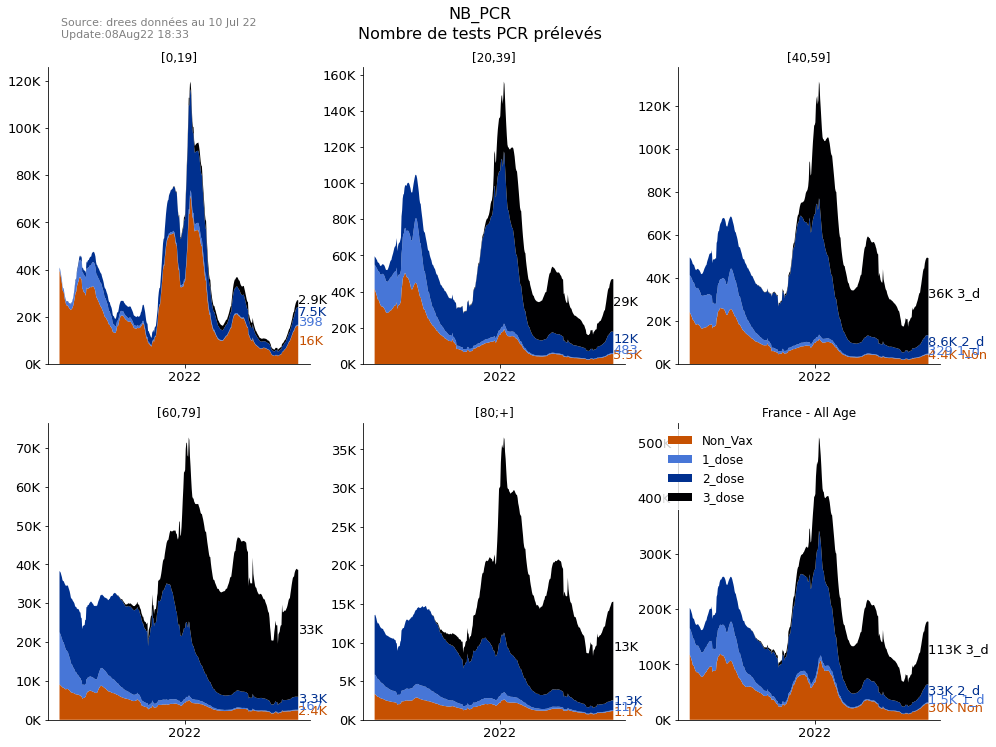 NB_PCR
Nombre de tests PCR prélevés
Source: drees données au 10 Jul 22
Update:08Aug22 18:33
[0,19]
120K
100K
80K
60K
40K
20K
0K
2022
2.9K
7.5K
398
16K
[20,39]
160K
140K
120K
100K
80K
60K
40K
20K
0K
2022
29K
12K
483
5.5K
[40,59]
120K
100K
80K
60K
40K
20K
0K
2022
36K 3_d
8.6K 2_d
1_d
4.4K Non
[60,79]
70K
60K
50K
40K
30K
20K
10K
0K
2022
33K
3.3K
167
2.4K
[80;+]
35K
30K
25K
20K
15K
10K
5K
0K
2022
13K
1.3K
1.1K
France - All Age
500K
400K
300K
200K
100K
0K
2022
Non_Vax
1_dose
2_dose
3_dose
113K 3_d
33K 2_d
1.5K 1_d
30K Non